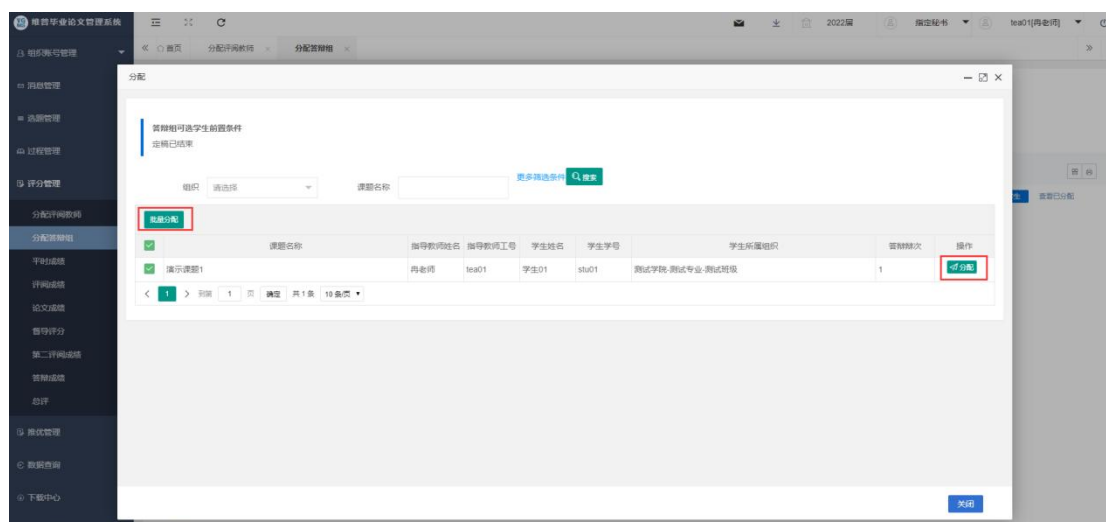 维普毕业论文管理系统
2022届
指定秘书
tea01[冉老师]
组织账号管理
首页
分配评阅教师
分配答辩组
消息管理
选题管理
过程管理
评分管理
分配评阅教师
分配答辩组
平时成绩
评阅成绩
论文成绩
督导评分
第二评阅成绩
答辩成绩
总评
推优管理
数据查询
下载中心
查看已分配
分配
答辩组可选学生前置条件
定稿已结束
组织 请选择 课题名称 更多筛选条件 搜索
批量分配
课题名称 指导教师姓名 指导教师工号 学生姓名 学生学号 学生所属组织 答辩辩次 操作
演示课题1 冉老师 tea01 学生01 stu01 测试学院-测试专业-测试班级 1 分配
1 到第 1 页 确定 共 1 条 10 条/页
关闭